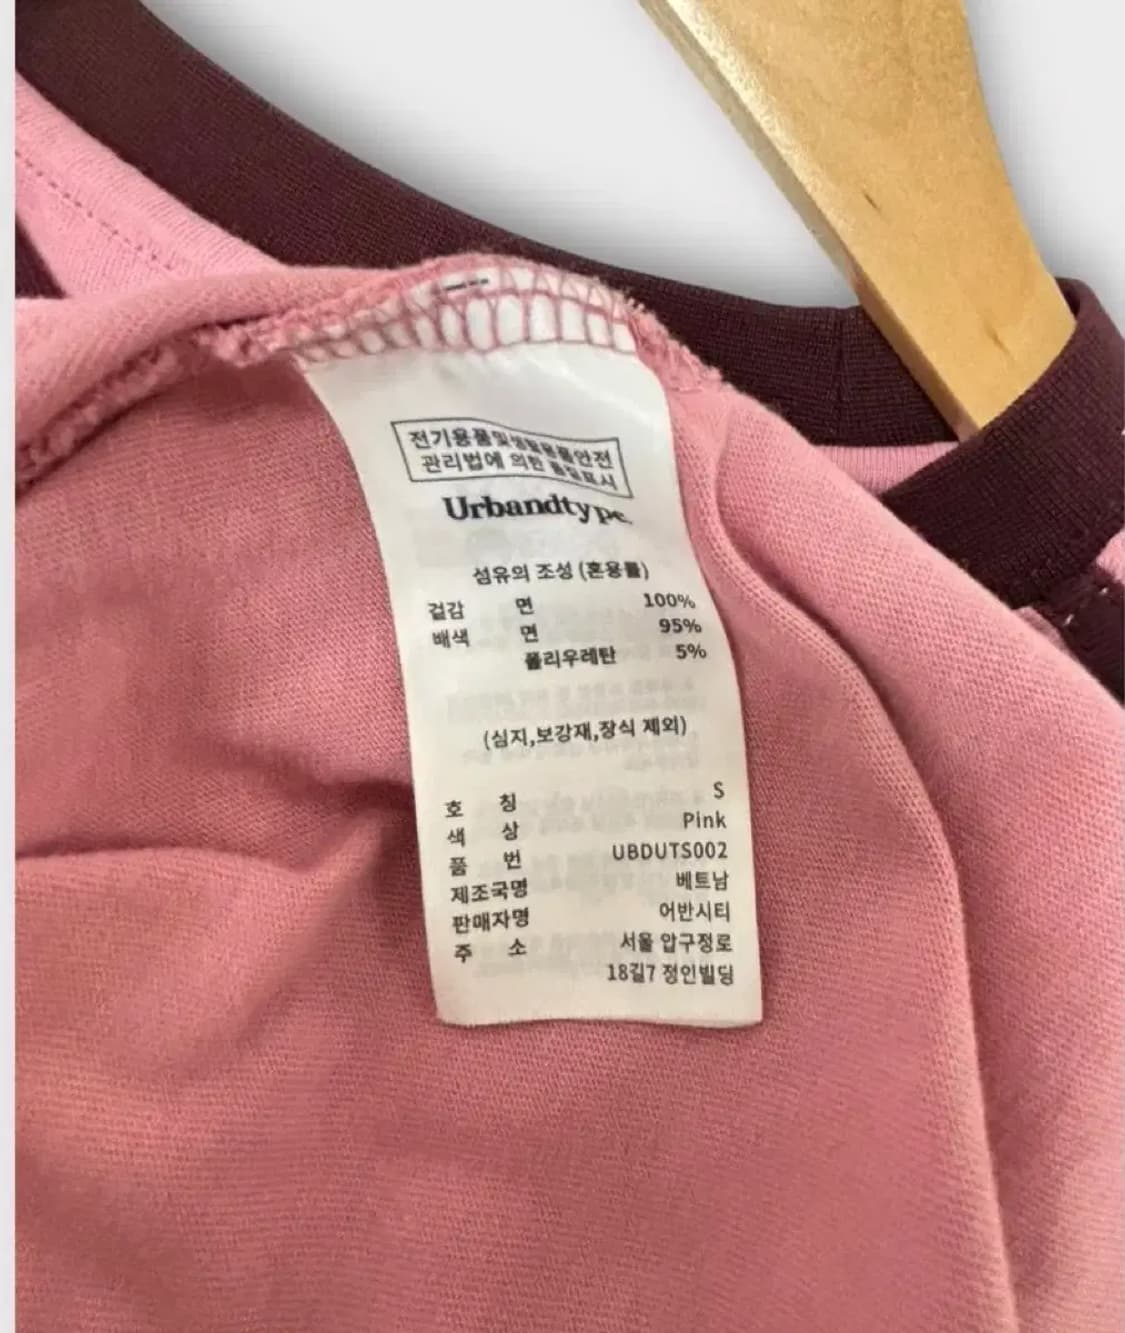 전기용품및생활용품안전
관리법에 의한 품질표시
Urbandtype.
섬유의 조성 (혼용률)
겉감 면 100%
배색 면 95%
폴리우레탄 5%
(심지,보강재,장식 제외)
호 칭 S
색 상 Pink
품 번 UBDUTS002
제조국명 베트남
판매자명 어반시티
주 소 서울 압구정로
18길7 정인빌딩